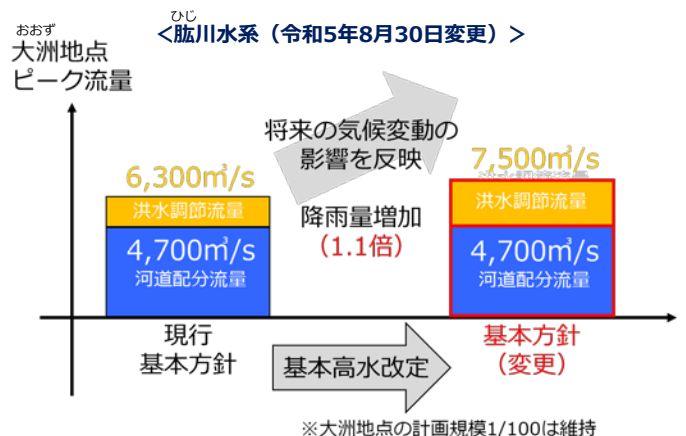 ひじ
<肱川水系（令和5年8月30日変更）>
おおず
大洲地点
ピーク流量
将来の気候変動の
影響を反映
6,300㎥/s
洪水調節流量
4,700㎥/s
河道配分流量
降雨量増加
（1.1倍）
7,500㎥/s
洪水調節流量
4,700㎥/s
河道配分流量
現行
基本方針
基本高水改定
基本方針
（変更）
※大洲地点の計画規模1/100は維持